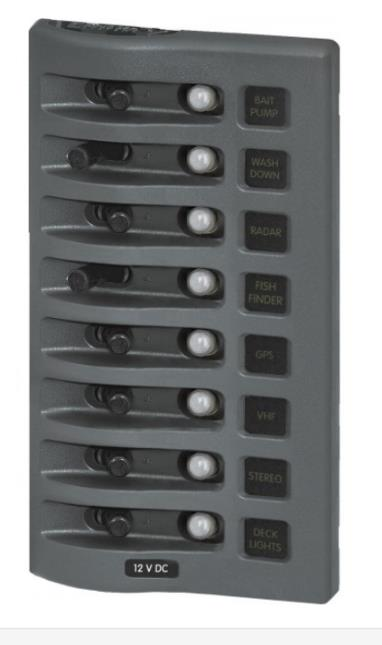 BAIT
PUMP
WASH
DOWN
RADAR
FISH
FINDER
GPS
VHF
STEREO
DECK
LIGHTS
12 V DC